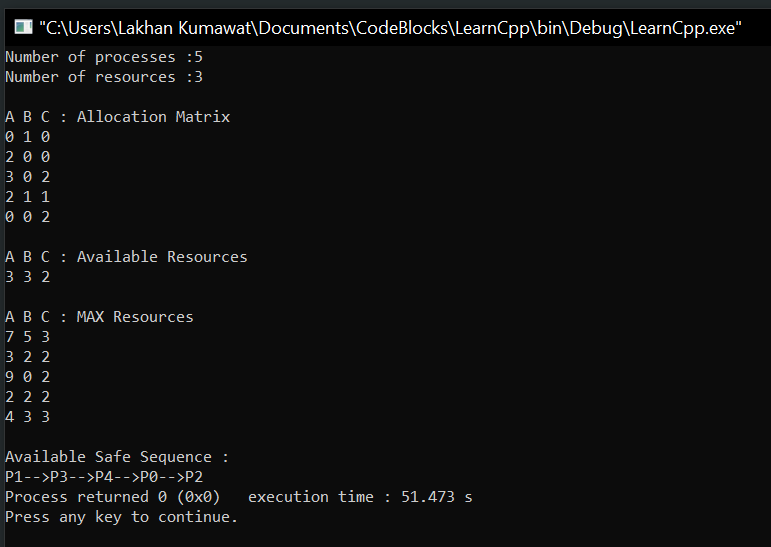 "C:\Users\Lakhan Kumawat\Documents\CodeBlocks\LearnCpp\bin\Debug\LearnCpp.exe"
Number of processes :5
Number of resources :3
A B C : Allocation Matrix
0 1 0
2 0 0
3 0 2
2 1 1
0 0 2
A B C : Available Resources
3 3 2
A B C : MAX Resources
7 5 3
3 2 2
9 0 2
2 2 2
4 3 3
Available Safe Sequence :
P1-->P3-->P4-->P0-->P2
Process returned 0 (0x0)   execution time : 51.473 s
Press any key to continue.